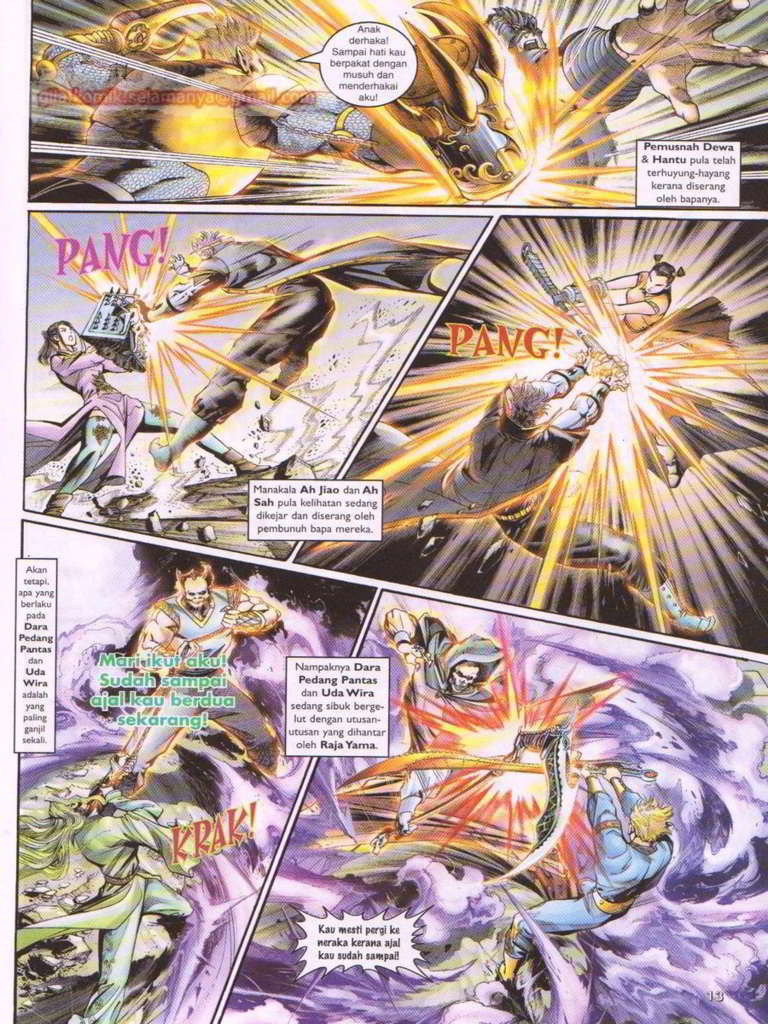 Anak
derhaka!
Sampai hati kau
berpakat dengan
musuh dan
menderhakai
aku!
komik.selamanya@gmail.com
Pemusnah Dewa
& Hantu pula telah
terhuyung-hayang
kerana diserang
oleh bapanya.
PANG!
PANG!
Manakala Ah Jiao dan Ah
Sah pula kelihatan sedang
dikejar dan diserang oleh
pembunuh bapa mereka.
Akan
tetapi,
apa yang
berlaku
pada
Dara
Pedang
Pantas
dan
Uda
Wira
adalah
yang
paling
ganjil
sekali.
Mari ikut aku!
Sudah sampai
ajal kau berdua
sekarang!
KRAK!
Nampaknya Dara
Pedang Pantas
dan Uda Wira
sedang sibuk berge-
lut dengan utusan-
utusan yang dihantar
oleh Raja Yama.
Kau mesti pergi ke
neraka kerana ajal
kau sudah sampai!
13